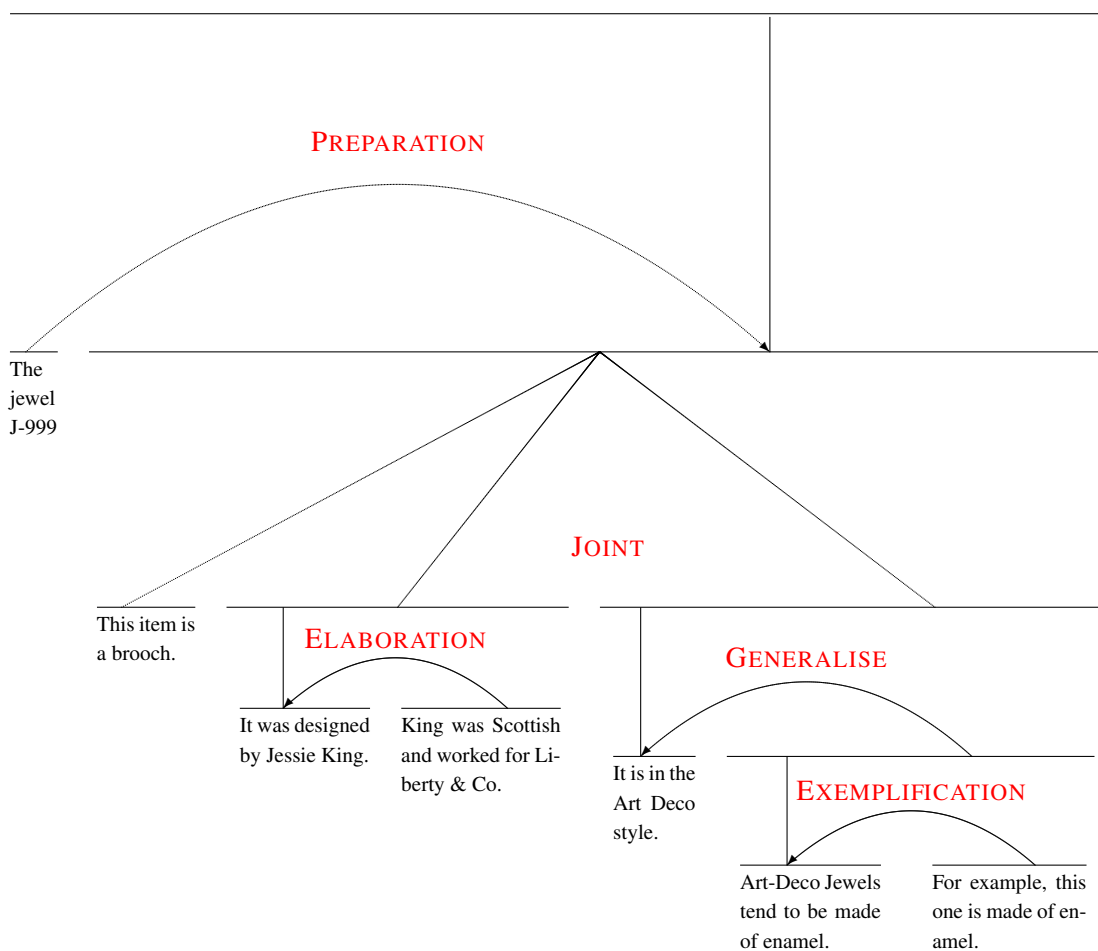 PREPARATION
The
jewel
J-999
JOINT
This item is
a brooch.
ELABORATION
It was designed
by Jessie King.
King was Scottish
and worked for Li-
berty & Co.
GENERALISE
It is in the
Art Deco
style.
EXEMPLIFICATION
Art-Deco Jewels
tend to be made
of enamel.
For example, this
one is made of en-
amel.